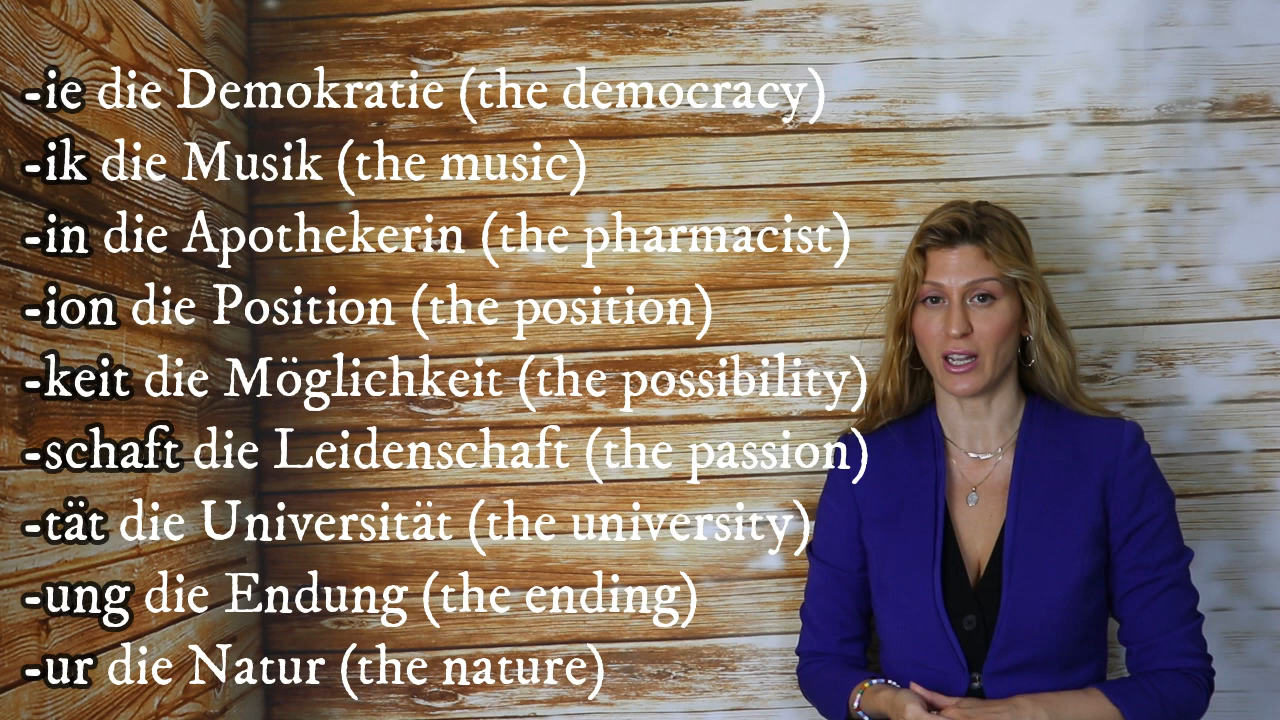 -ie die Demokratie (the democracy)
-ik die Musik (the music)
-in die Apothekerin (the pharmacist)
-ion die Position (the position)
-keit die Möglichkeit (the possibility)
-schaft die Leidenschaft (the passion)
-tät die Universität (the university)
-ung die Endung (the ending)
-ur die Natur (the nature)